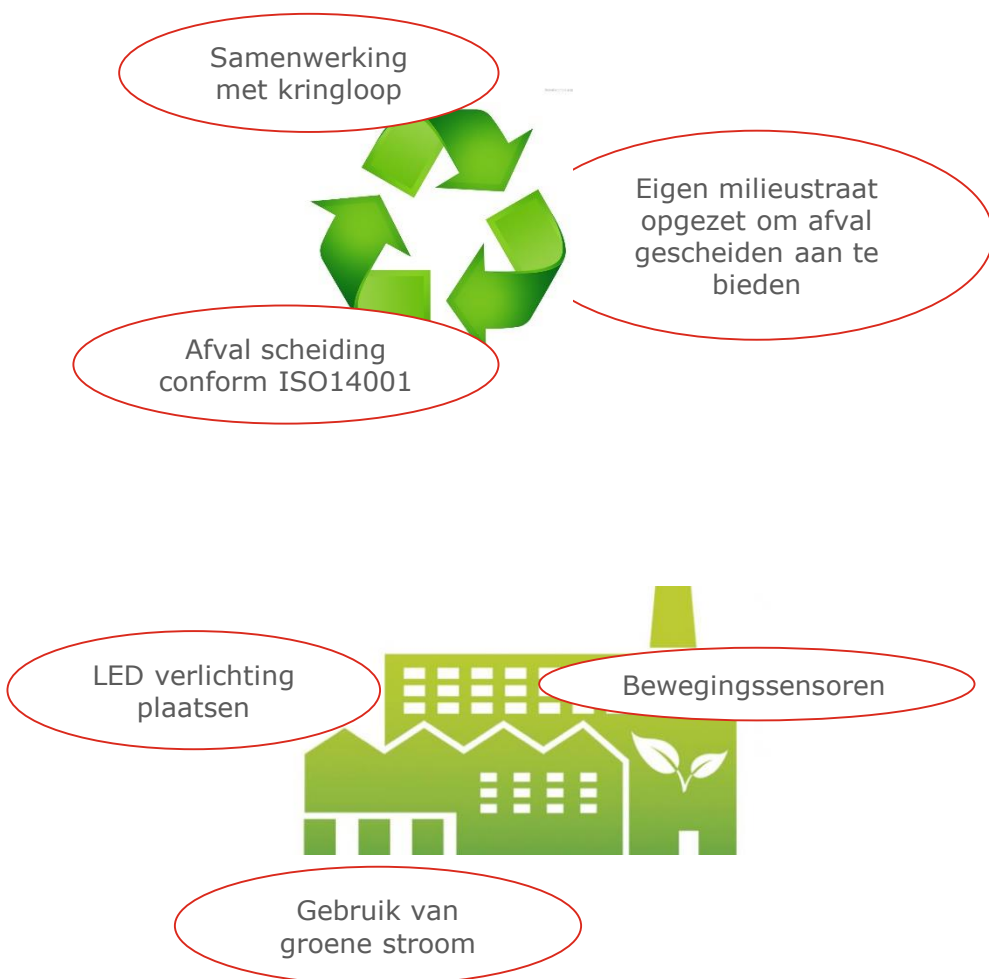 Samenwerking
met kringloop
Eigen milieustraat
opgezet om afval
gescheiden aan te
bieden
Afval scheiding
conform ISO14001
LED verlichting
plaatsen
Bewegingssensoren
Gebruik van
groene stroom